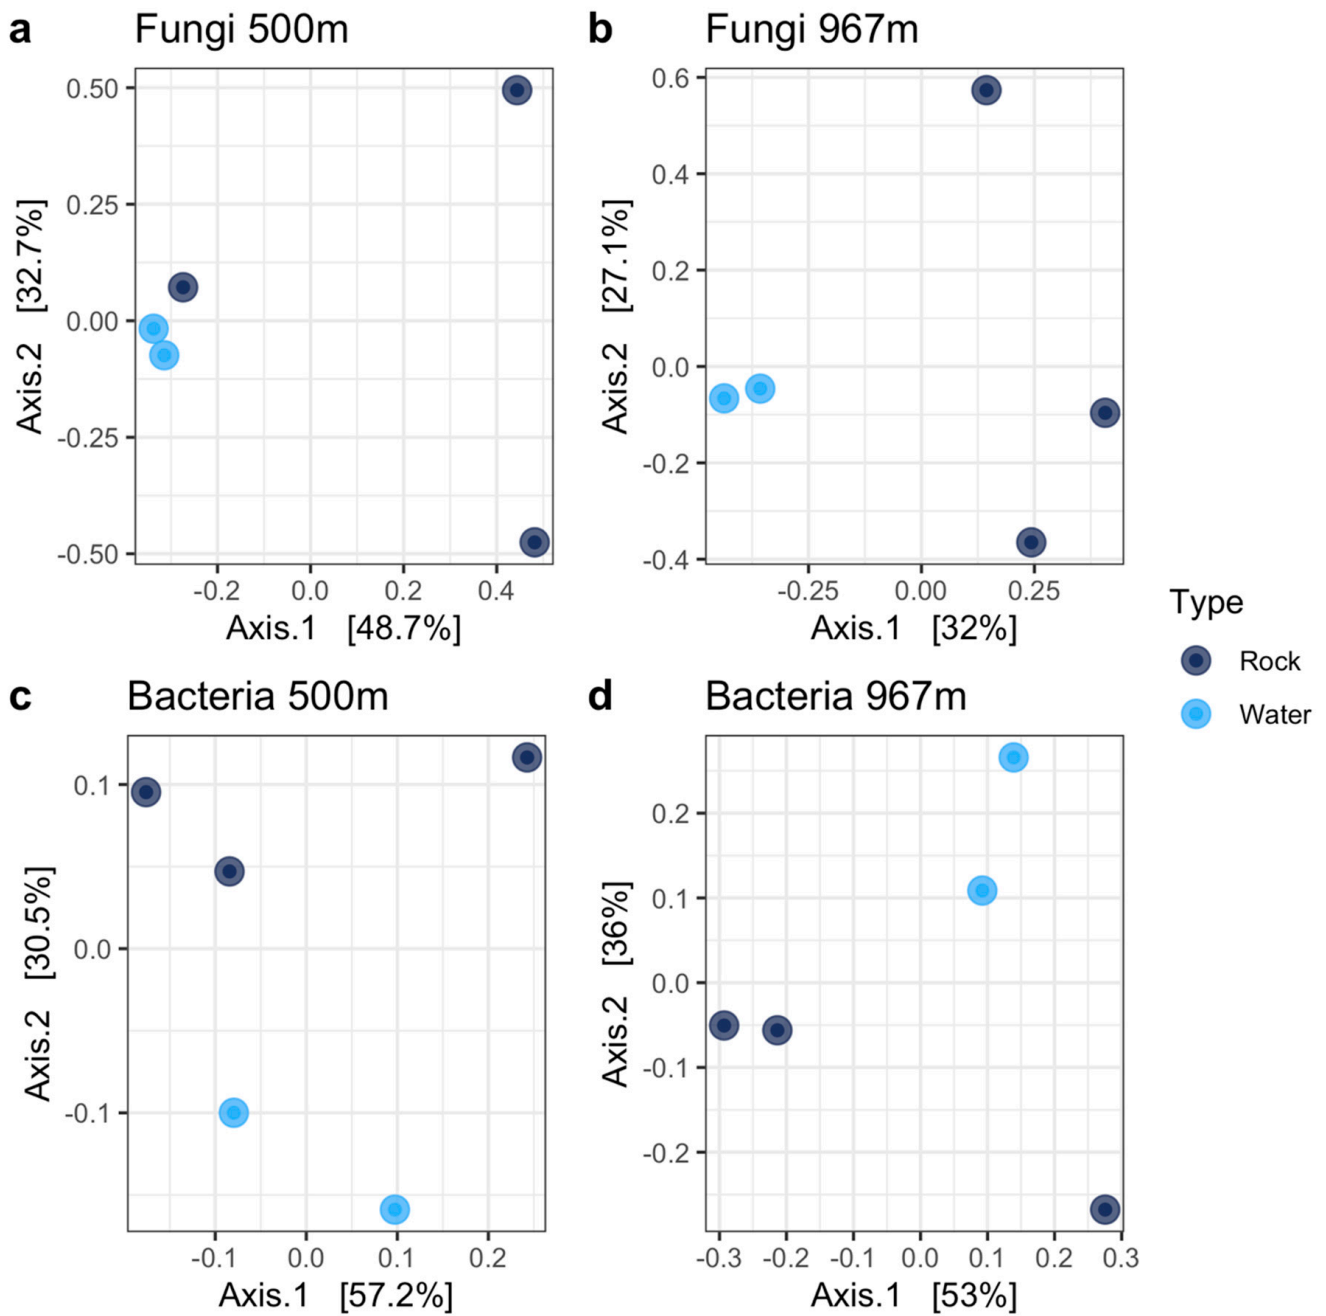 a Fungi 500m
0.50
0.25
0.00
-0.25
-0.50
Axis.2 [32.7%]
-0.2 0.0 0.2 0.4
Axis.1 [48.7%]
b Fungi 967m
0.6
0.4
0.2
0.0
-0.2
-0.4
Axis.2 [27.1%]
-0.25 0.00 0.25
Axis.1 [32%]
Type
Rock
Water
c Bacteria 500m
0.1
0.0
-0.1
Axis.2 [30.5%]
-0.1 0.0 0.1 0.2
Axis.1 [57.2%]
d Bacteria 967m
0.2
0.1
0.0
-0.1
-0.2
Axis.2 [36%]
-0.3 -0.2 -0.1 0.0 0.1 0.2 0.3
Axis.1 [53%]